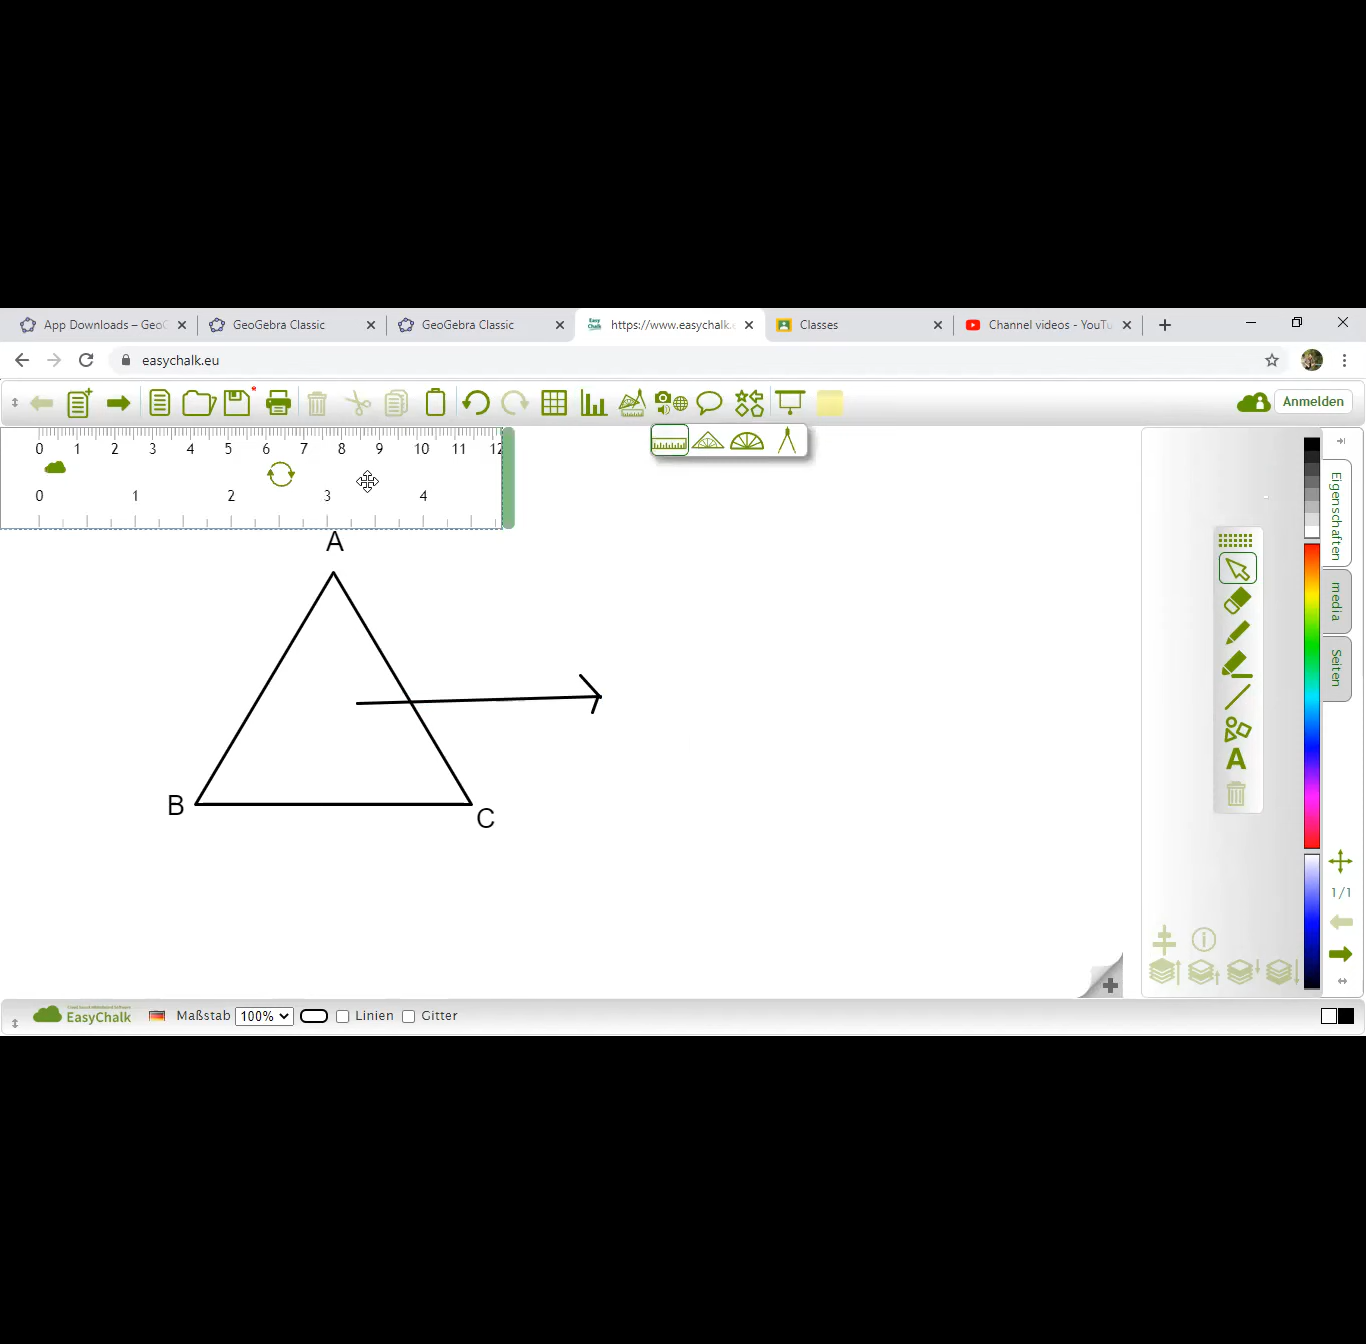 App Downloads – Geo
GeoGebra Classic
GeoGebra Classic
https://www.easychalk.e
Classes
Channel videos - YouTu
easychalk.eu
Anmelden
0 1 2 3 4 5 6 7 8 9 10 11 12
0 1 2 3 4
A
B
C
Eigenschaften
media
Seiten
A
1/1
EasyChalk
Maßstab
100%
Linien
Gitter